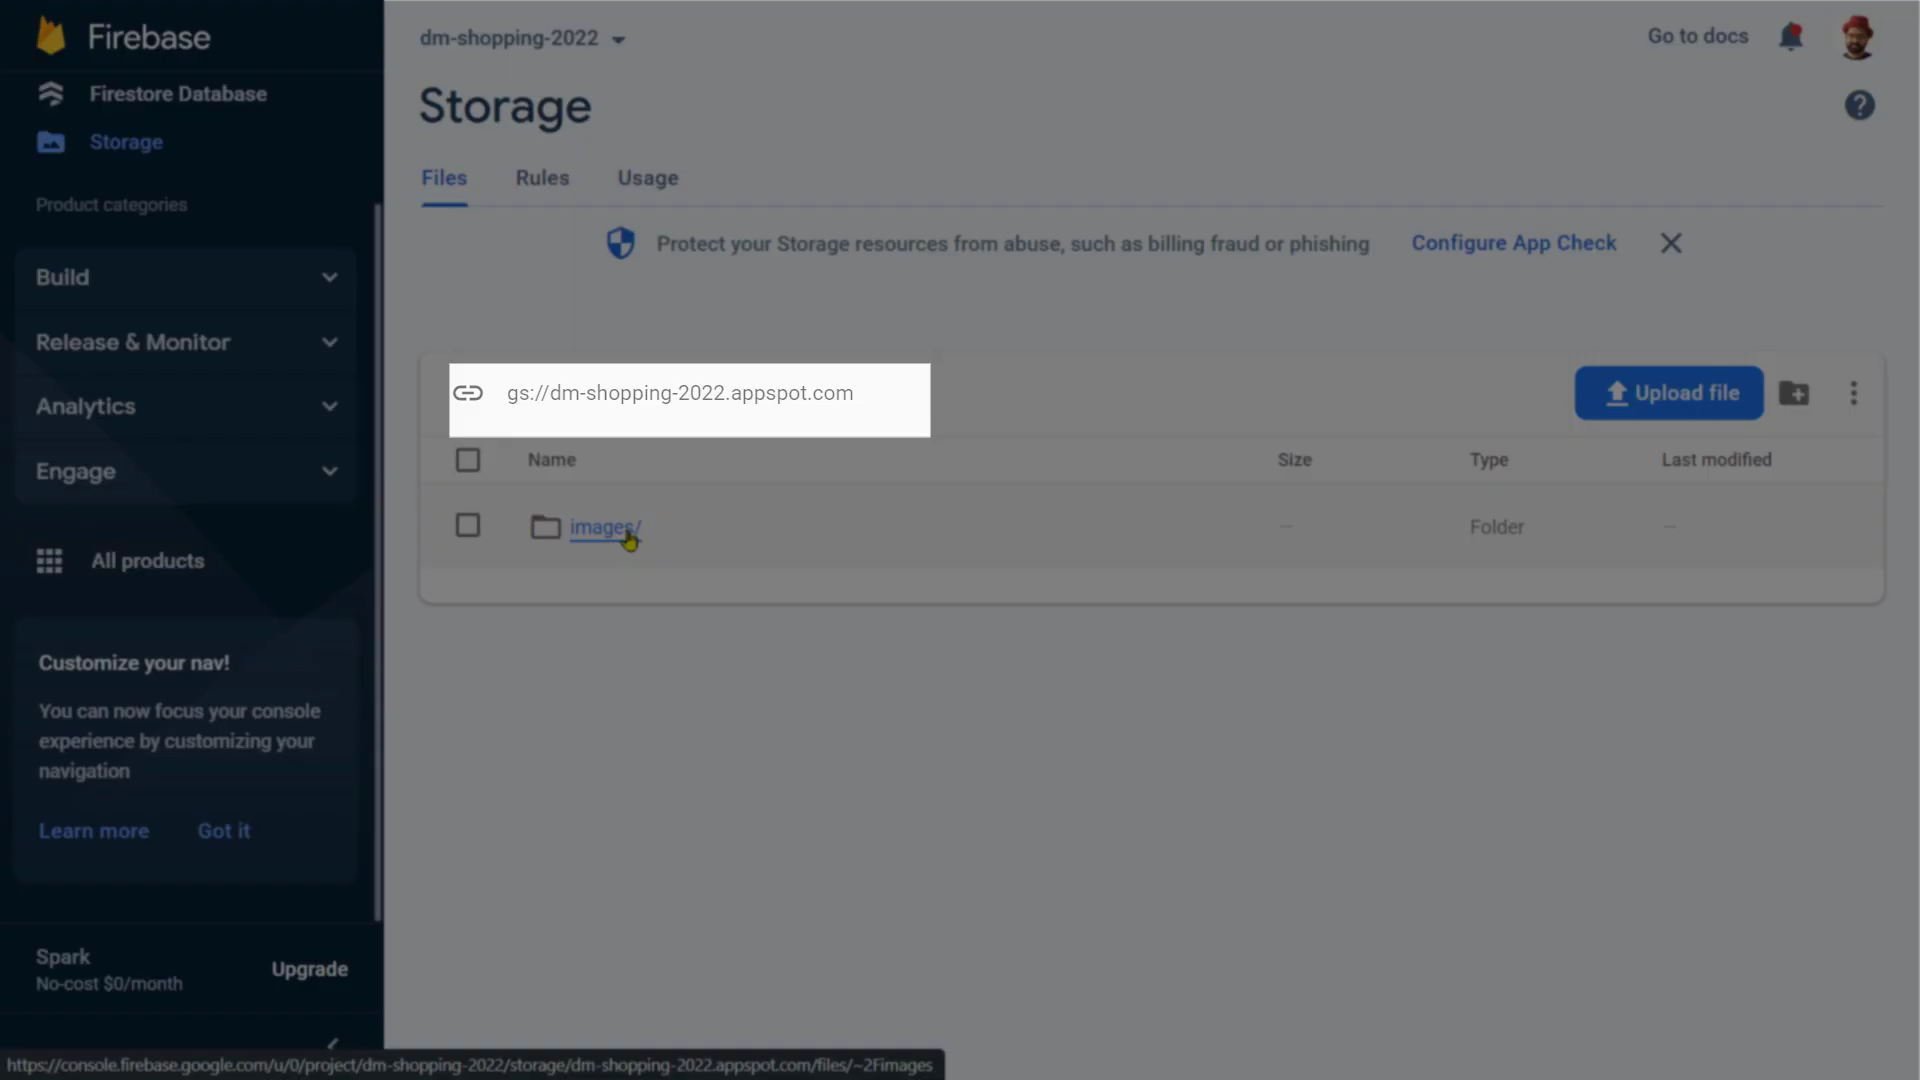 Firebase
Firestore Database
Storage
Product categories
Build
Release & Monitor
Analytics
Engage
All products
Customize your nav!
You can now focus your console
experience by customizing your
navigation
Learn more Got it
Spark
No-cost $0/month
Upgrade
dm-shopping-2022
Go to docs
Storage
Files Rules Usage
Protect your Storage resources from abuse, such as billing fraud or phishing Configure App Check
gs://dm-shopping-2022.appspot.com
Upload file
Name Size Type Last modified
images/ – Folder –
https://console.firebase.google.com/u/0/project/dm-shopping-2022/storage/dm-shopping-2022.appspot.com/files/~2Fimages